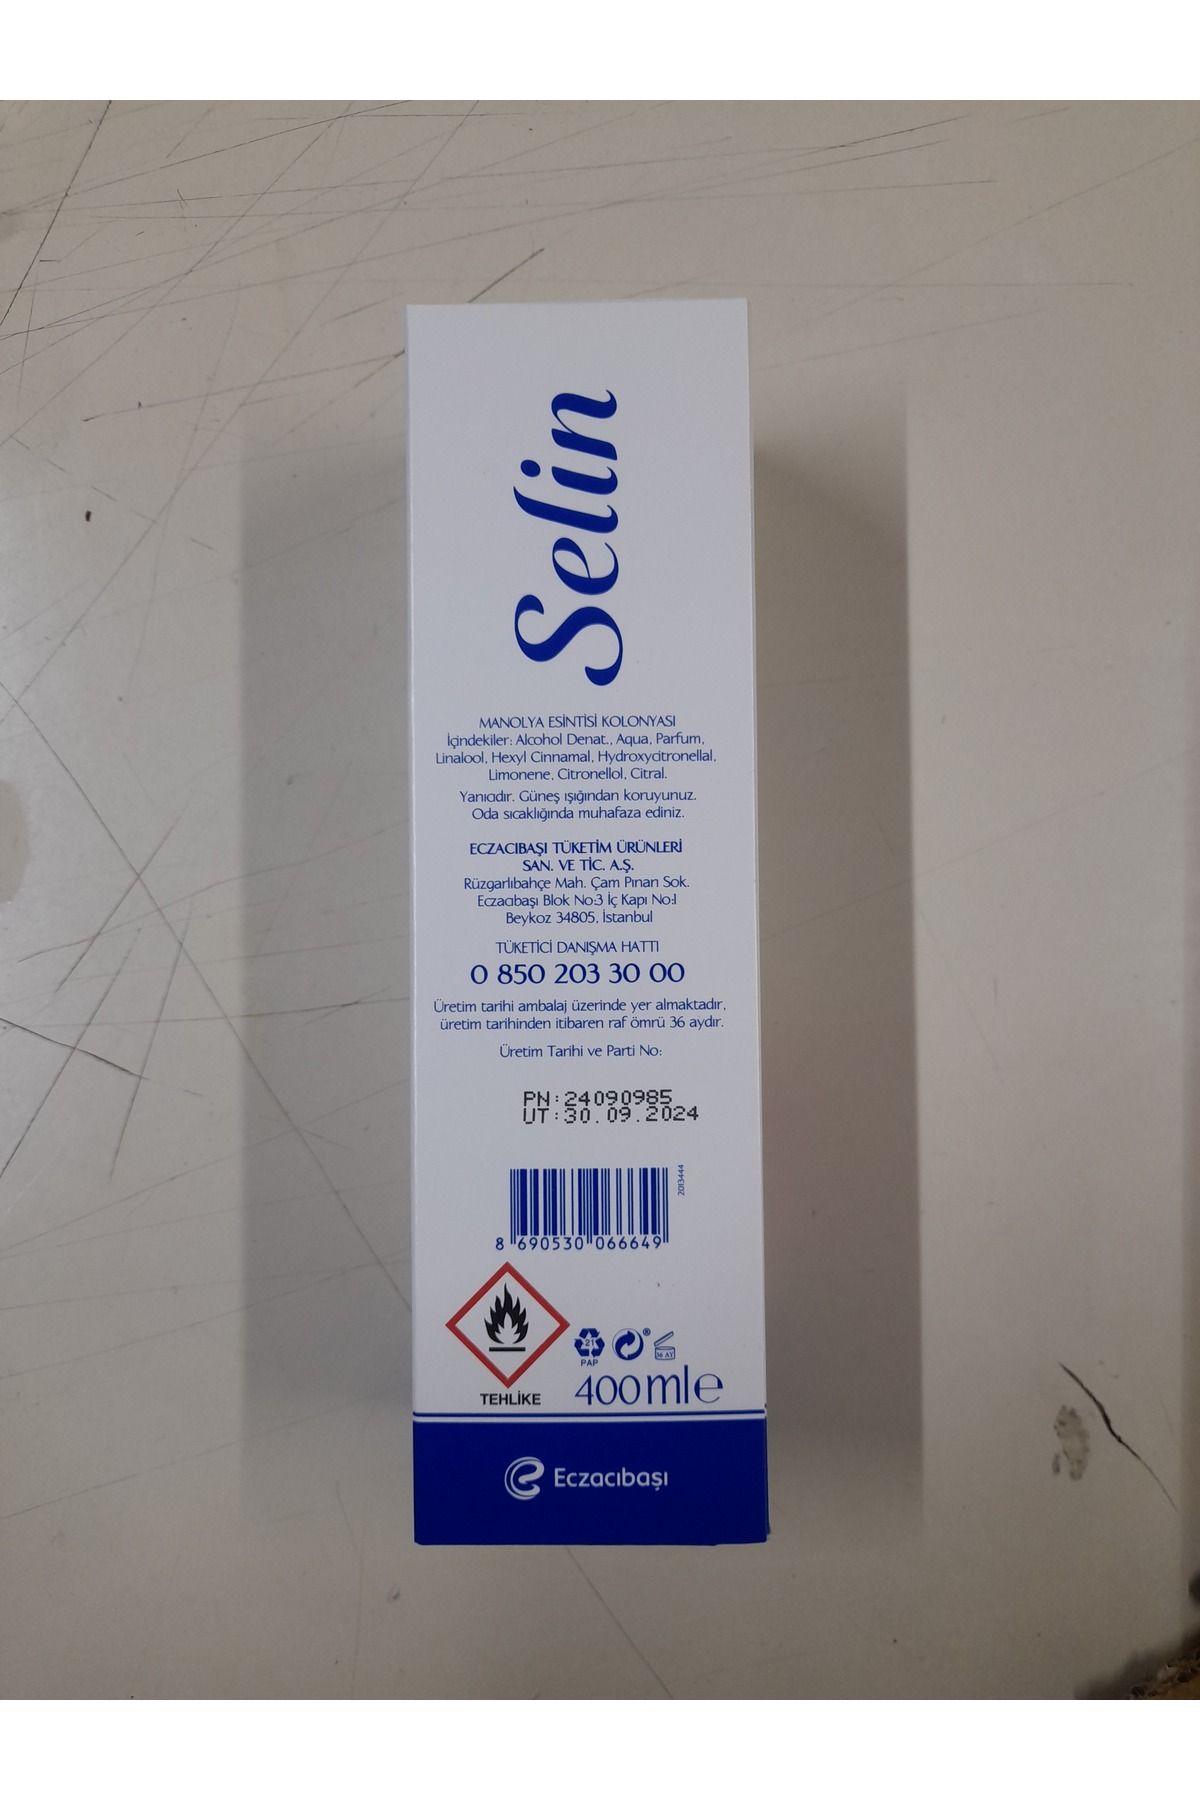 Selin
MANOLYA ESİNTİSİ KOLONYASI
İçindekiler: Alcohol Denat., Aqua, Parfum,
Linalool, Hexyl Cinnamal, Hydroxycitronellal,
Limonene, Citronellol, Citral.
Yanıcıdır. Güneş ışığından koruyunuz.
Oda sıcaklığında muhafaza ediniz.
ECZACIBAŞI TÜKETİM ÜRÜNLERİ
SAN. VE TİC. A.Ş.
Rüzgarlıbahçe Mah. Çam Pınarı Sok.
Eczacıbaşı Blok No:3 İç Kapı No:1
Beykoz 34805, İstanbul
TÜKETİCİ DANIŞMA HATTI
0 850 203 30 00
Üretim tarihi ambalaj üzerinde yer almaktadır,
üretim tarihinden itibaren raf ömrü 36 aydır.
Üretim Tarihi ve Parti No:
PN:24090985
UT:30.09.2024
2013444
8 690530 066649
21
PAP
®
36 AY
TEHLİKE
400ml e
Eczacıbaşı